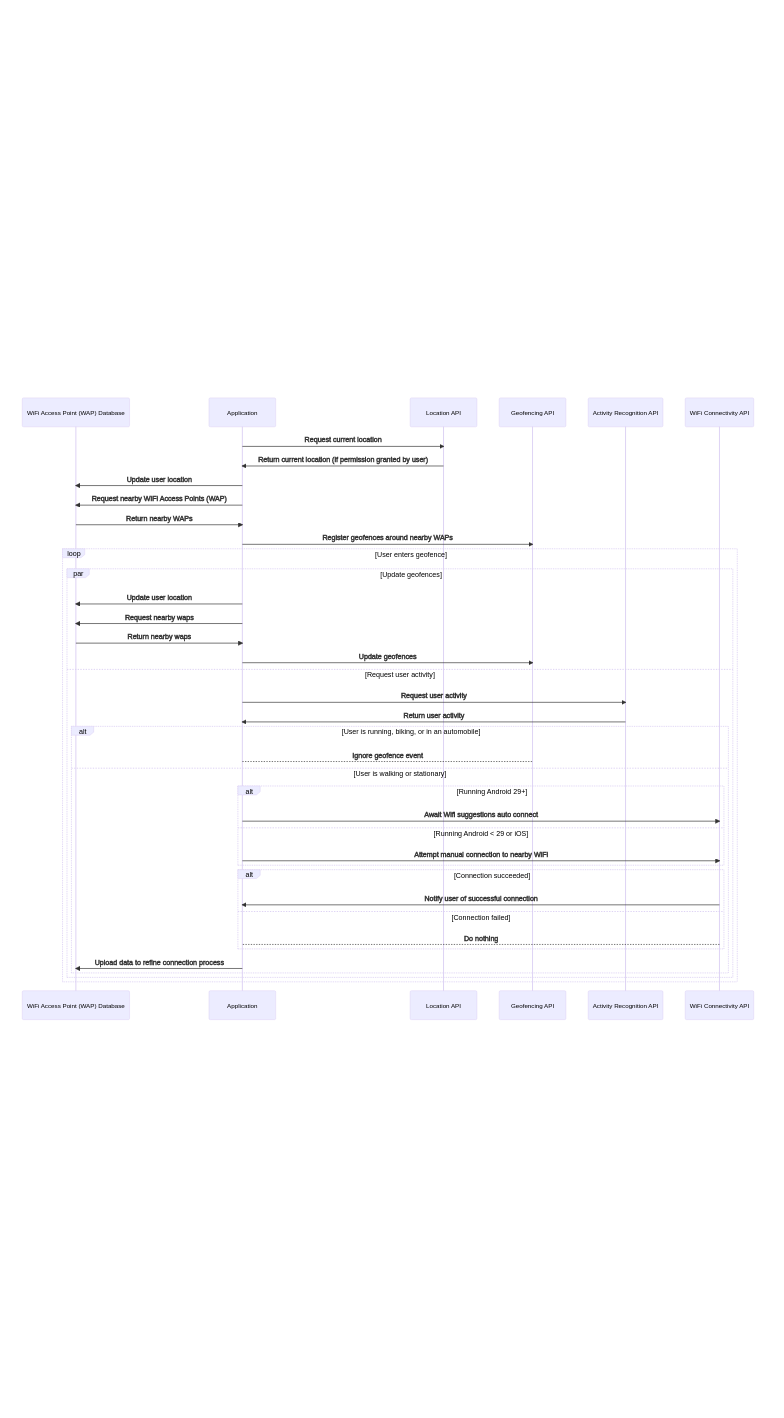 WiFi Access Point (WAP) Database
Application
Location API
Geofencing API
Activity Recognition API
WiFi Connectivity API
Request current location
Return current location (if permission granted by user)
Update user location
Request nearby WiFi Access Points (WAP)
Return nearby WAPs
Register geofences around nearby WAPs
loop
[User enters geofence]
par
[Update geofences]
Update user location
Request nearby waps
Return nearby waps
Update geofences
[Request user activity]
Request user activity
Return user activity
alt
[User is running, biking, or in an automobile]
Ignore geofence event
[User is walking or stationary]
alt
[Running Android 29+]
Await Wifi suggestions auto connect
[Running Android < 29 or iOS]
Attempt manual connection to nearby WiFi
alt
[Connection succeeded]
Notify user of successful connection
[Connection failed]
Do nothing
Upload data to refine connection process
WiFi Access Point (WAP) Database
Application
Location API
Geofencing API
Activity Recognition API
WiFi Connectivity API